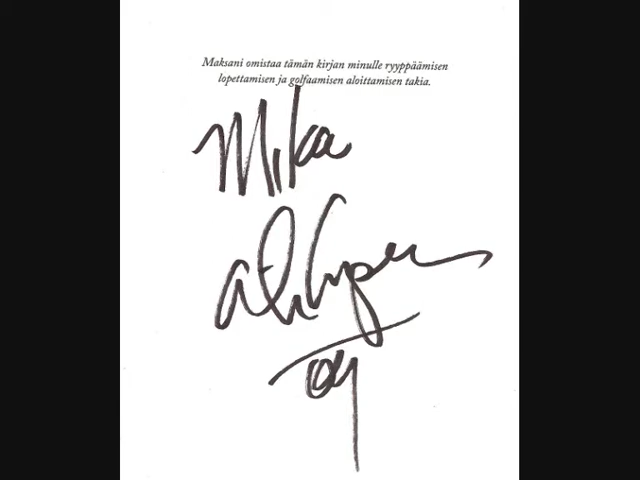 Maksani omistaa tämän kirjan minulle ryyppäämisen
lopettamisen ja golfaamisen aloittamisen takia.
Mika